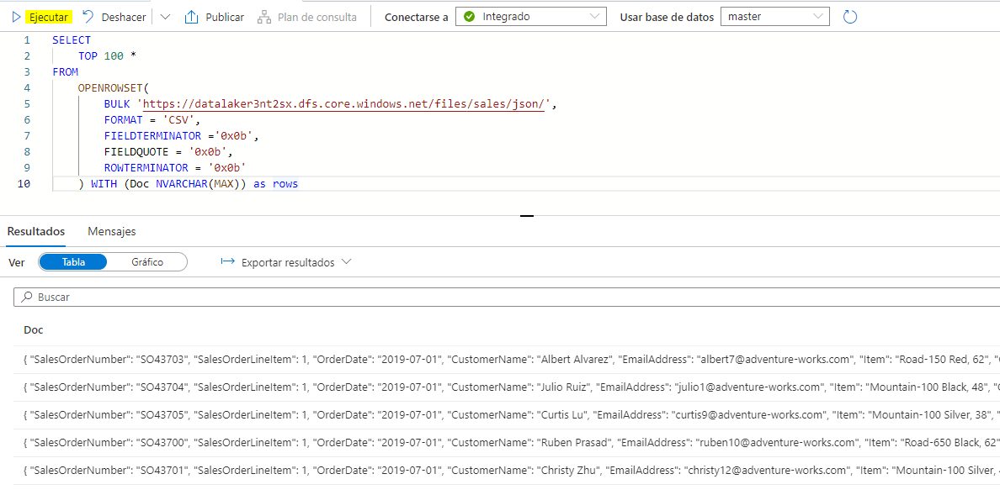 Ejecutar Deshacer Publicar Plan de consulta Conectarse a Integrado Usar base de datos master
1 SELECT
2 TOP 100 *
3 FROM
4 OPENROWSET(
5 BULK 'https://datalaker3nt2sx.dfs.core.windows.net/files/sales/json/',
6 FORMAT = 'CSV',
7 FIELDTERMINATOR ='0x0b',
8 FIELDQUOTE = '0x0b',
9 ROWTERMINATOR = '0x0b'
10 ) WITH (Doc NVARCHAR(MAX)) as rows
Resultados Mensajes
Ver Tabla Gráfico Exportar resultados
Buscar
Doc
{ "SalesOrderNumber": "SO43703", "SalesOrderLineItem": 1, "OrderDate": "2019-07-01", "CustomerName": "Albert Alvarez", "EmailAddress": "albert7@adventure-works.com", "Item": "Road-150 Red, 62", "
{ "SalesOrderNumber": "SO43704", "SalesOrderLineItem": 1, "OrderDate": "2019-07-01", "CustomerName": "Julio Ruiz", "EmailAddress": "julio1@adventure-works.com", "Item": "Mountain-100 Black, 48", "
{ "SalesOrderNumber": "SO43705", "SalesOrderLineItem": 1, "OrderDate": "2019-07-01", "CustomerName": "Curtis Lu", "EmailAddress": "curtis9@adventure-works.com", "Item": "Mountain-100 Silver, 38", "
{ "SalesOrderNumber": "SO43700", "SalesOrderLineItem": 1, "OrderDate": "2019-07-01", "CustomerName": "Ruben Prasad", "EmailAddress": "ruben10@adventure-works.com", "Item": "Road-650 Black, 62"
{ "SalesOrderNumber": "SO43701", "SalesOrderLineItem": 1, "OrderDate": "2019-07-01", "CustomerName": "Christy Zhu", "EmailAddress": "christy12@adventure-works.com", "Item": "Mountain-100 Silver,